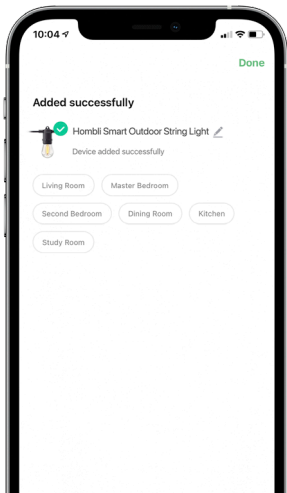 10:04
Done
Added successfully
Hombli Smart Outdoor String Light
Device added successfully
Living Room
Master Bedroom
Second Bedroom
Dining Room
Kitchen
Study Room